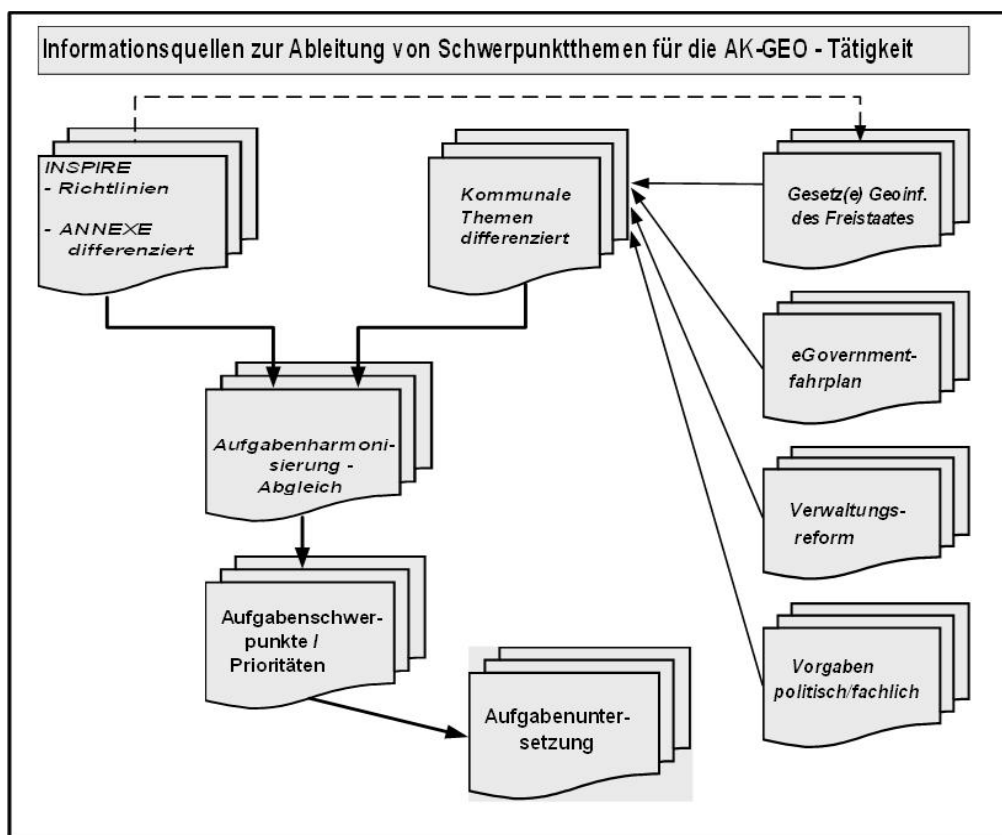 Informationsquellen zur Ableitung von Schwerpunktthemen für die AK-GEO - Tätigkeit
INSPIRE
- Richtlinien
- ANNEXE
differenziert
Kommunale
Themen
differenziert
Gesetz(e) Geoinf.
des Freistaates
eGovernment-
fahrplan
Aufgabenharmoni-
sierung -
Abgleich
Verwaltungs-
reform
Aufgabenschwer-
punkte /
Prioritäten
Vorgaben
politisch/fachlich
Aufgabenunter-
setzung